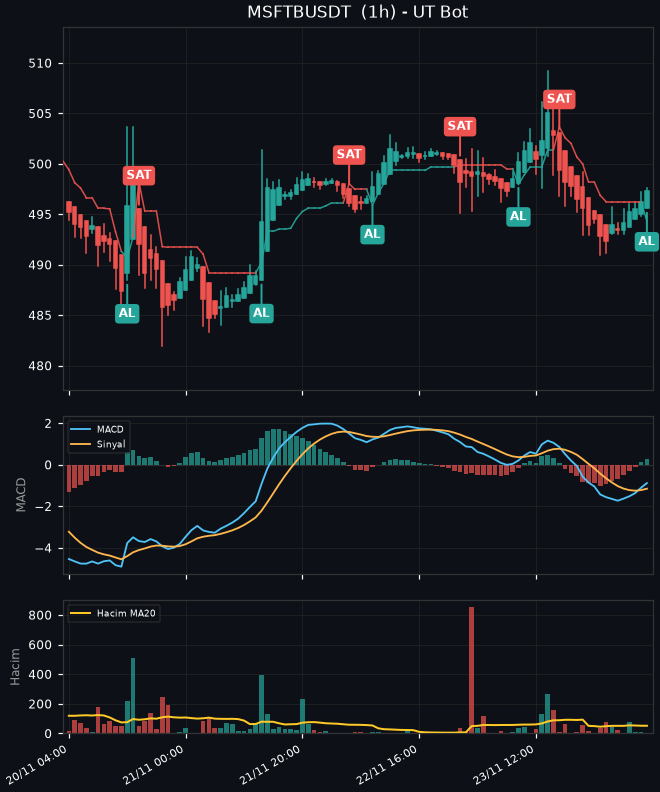 MSFTBUSDT (1h) - UT Bot
510
505
500
495
490
485
480
SAT
SAT
SAT
SAT
AL
AL
AL
AL
AL
MACD
2
0
−2
−4
MACD
Sinyal
Hacim
800
600
400
200
0
Hacim MA20
20/11 04:00
21/11 00:00
21/11 20:00
22/11 16:00
23/11 12:00